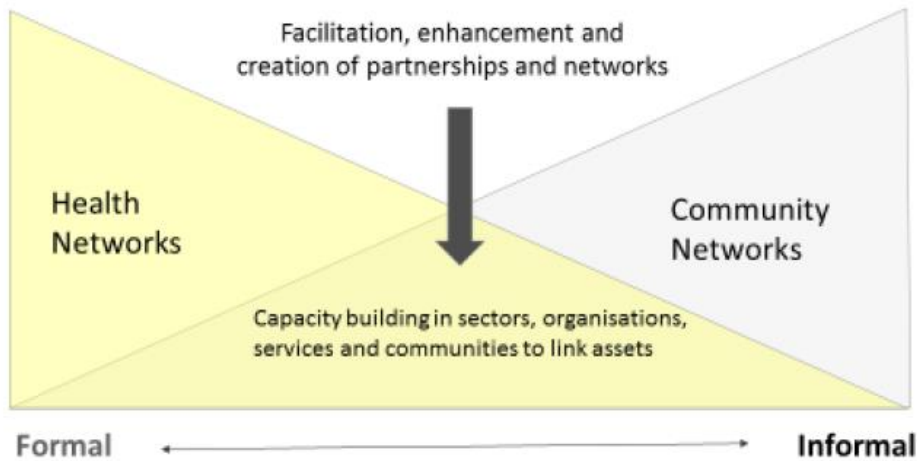 Facilitation, enhancement and
creation of partnerships and networks
Health
Networks
Community
Networks
Capacity building in sectors, organisations,
services and communities to link assets
Formal
Informal